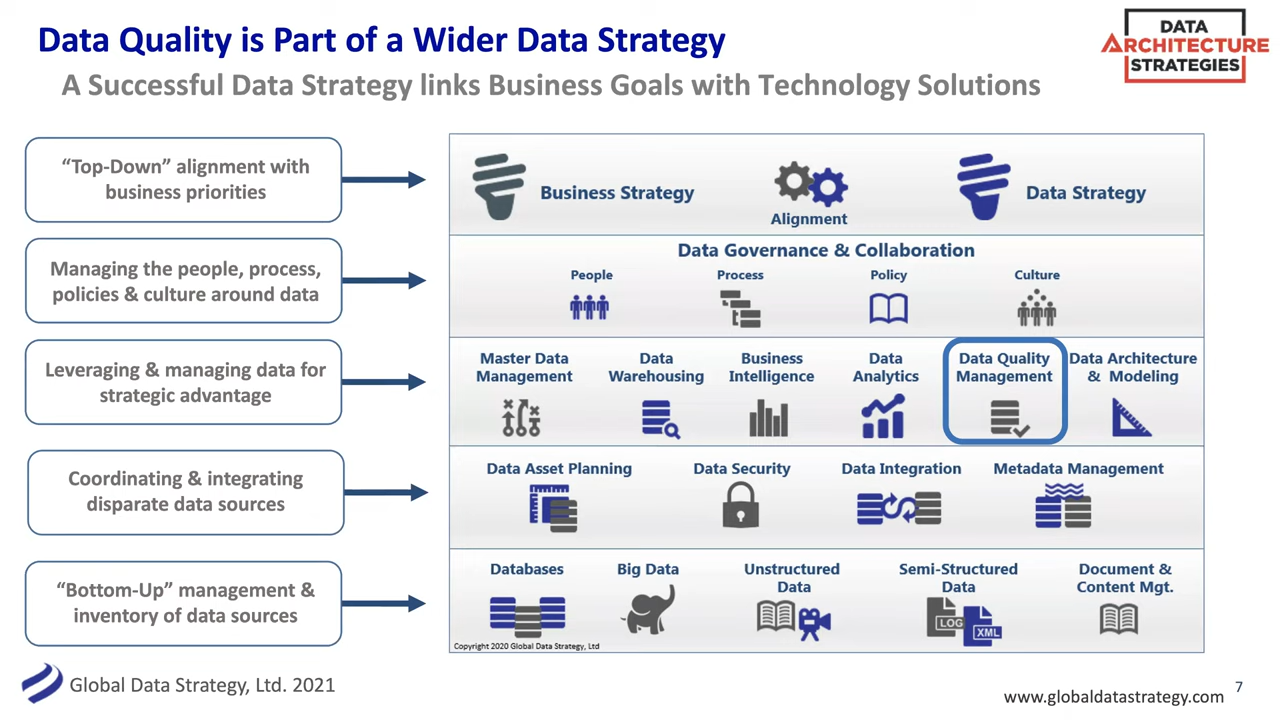 Data Quality is Part of a Wider Data Strategy
A Successful Data Strategy links Business Goals with Technology Solutions
DATA
ARCHITECTURE
STRATEGIES
“Top-Down” alignment with
business priorities
Business Strategy
Alignment
Data Strategy
Managing the people, process,
policies & culture around data
Data Governance & Collaboration
People
Process
Policy
Culture
Leveraging & managing data for
strategic advantage
Master Data
Management
Data
Warehousing
Business
Intelligence
Data
Analytics
Data Quality
Management
Data Architecture
& Modeling
Coordinating & integrating
disparate data sources
Data Asset Planning
Data Security
Data Integration
Metadata Management
“Bottom-Up” management &
inventory of data sources
Databases
Big Data
Unstructured
Data
Semi-Structured
Data
LOG
XML
Document &
Content Mgt.
Copyright 2020 Global Data Strategy, Ltd
Global Data Strategy, Ltd. 2021
www.globaldatastrategy.com
7